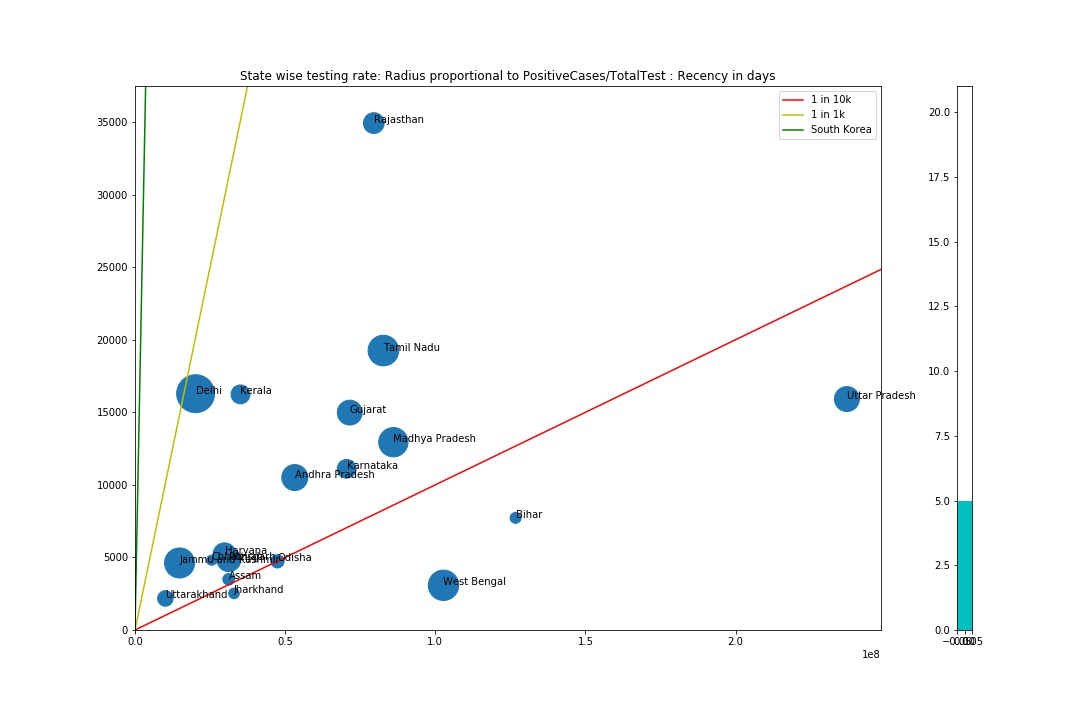 State wise testing rate: Radius proportional to PositiveCases/TotalTest : Recency in days
1 in 10k
1 in 1k
South Korea
35000
30000
25000
20000
15000
10000
5000
0
0.0
0.5
1.0
1.5
2.0
1e8
Rajasthan
Tamil Nadu
Delhi
Kerala
Uttar Pradesh
Gujarat
Madhya Pradesh
Karnataka
Andhra Pradesh
Bihar
Haryana
Jammu and Kashmir
Odisha
Assam
Jharkhand
West Bengal
Uttarakhand
20.0
17.5
15.0
12.5
10.0
7.5
5.0
2.5
0.0